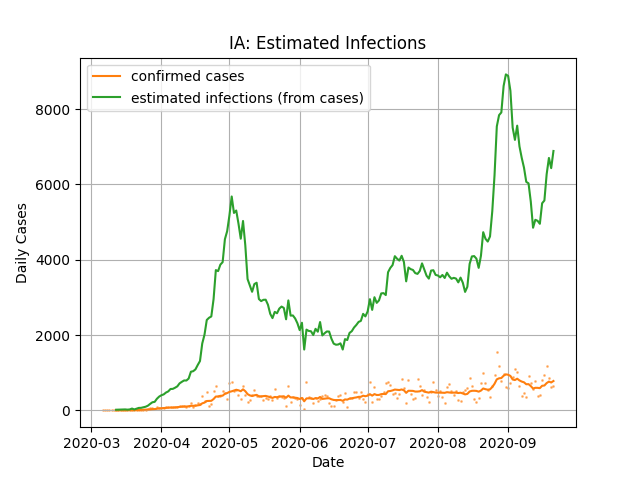 IA: Estimated Infections
confirmed cases
estimated infections (from cases)
Daily Cases
8000
6000
4000
2000
0
2020-03 2020-04 2020-05 2020-06 2020-07 2020-08 2020-09
Date